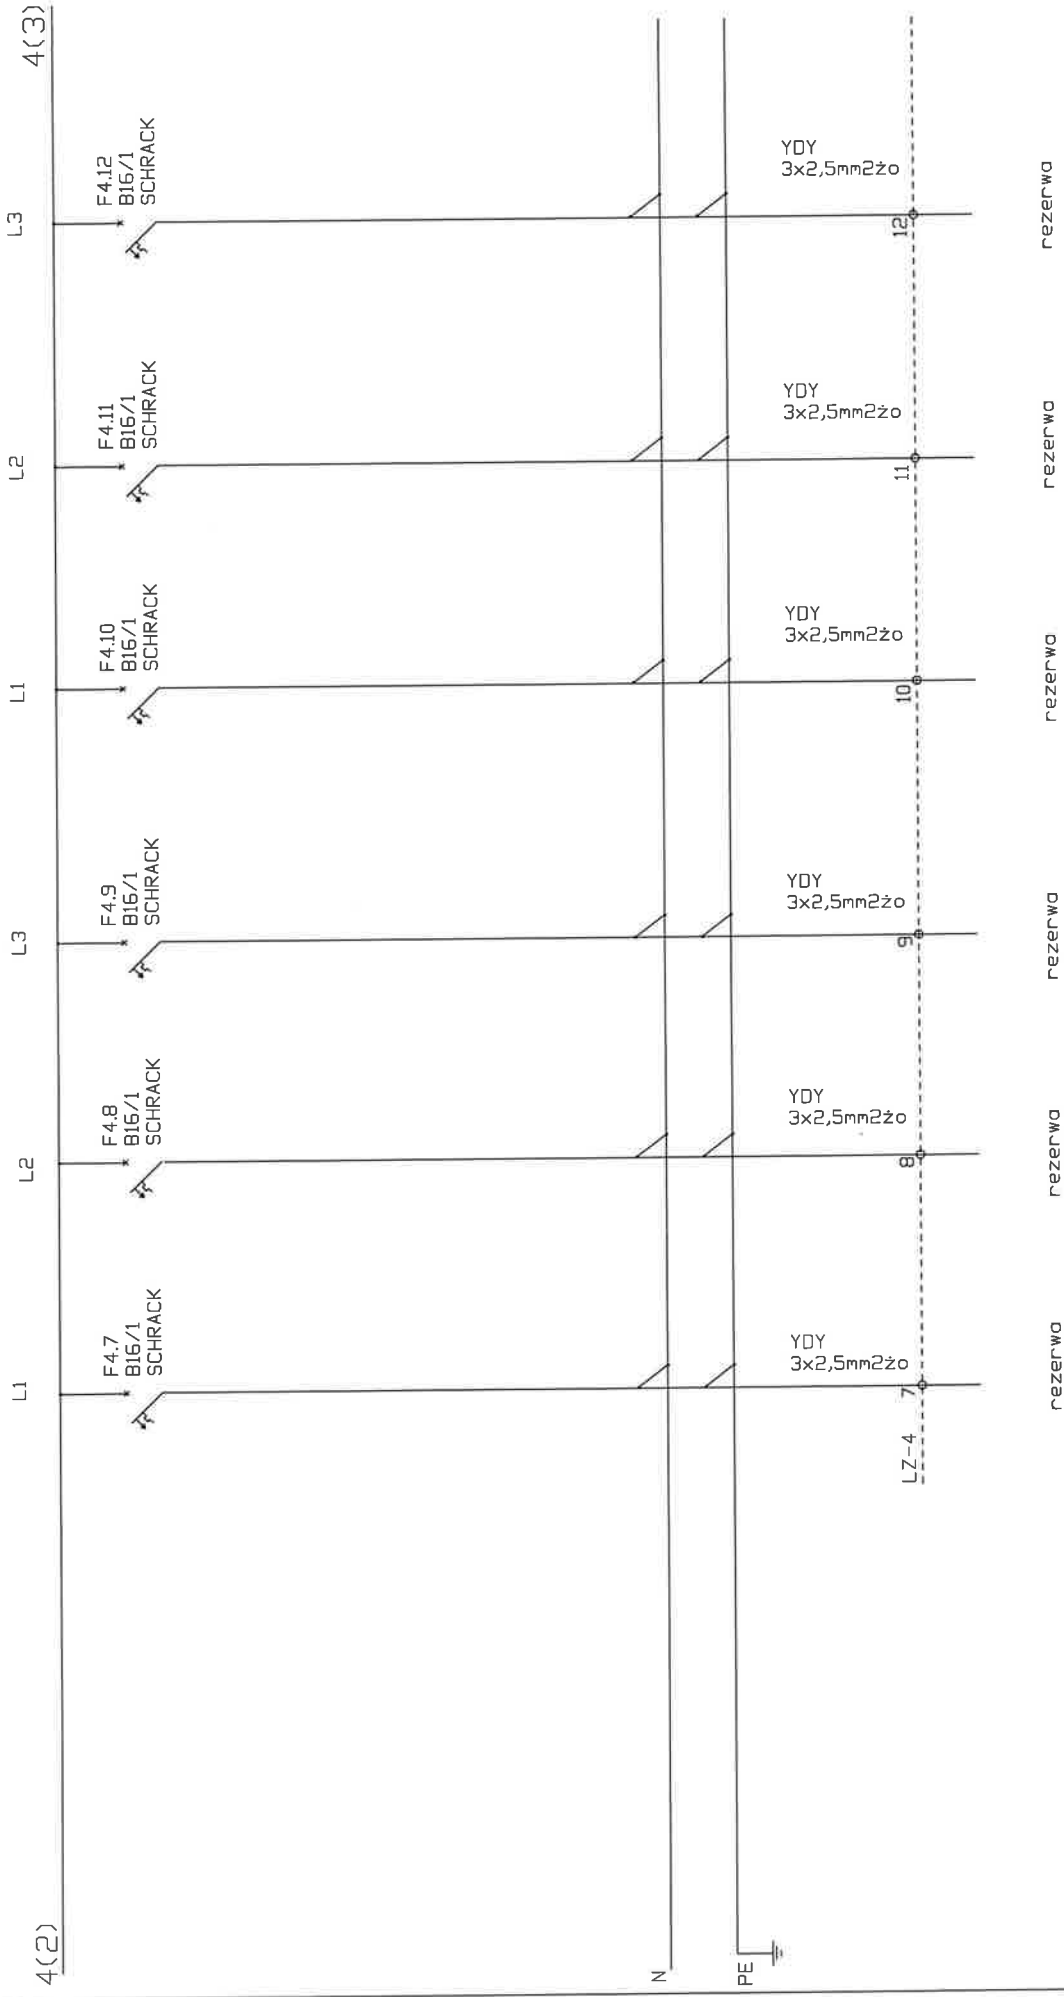 4(2)
4(3)
L1
L2
L3
L1
L2
L3
F4.7
B16/1
SCHRACK
F4.8
B16/1
SCHRACK
F4.9
B16/1
SCHRACK
F4.10
B16/1
SCHRACK
F4.11
B16/1
SCHRACK
F4.12
B16/1
SCHRACK
N
PE
YDY
3x2,5mm2żo
YDY
3x2,5mm2żo
YDY
3x2,5mm2żo
YDY
3x2,5mm2żo
YDY
3x2,5mm2żo
YDY
3x2,5mm2żo
LZ-4
7
8
9
10
11
12
rezerwa
rezerwa
rezerwa
rezerwa
rezerwa
rezerwa